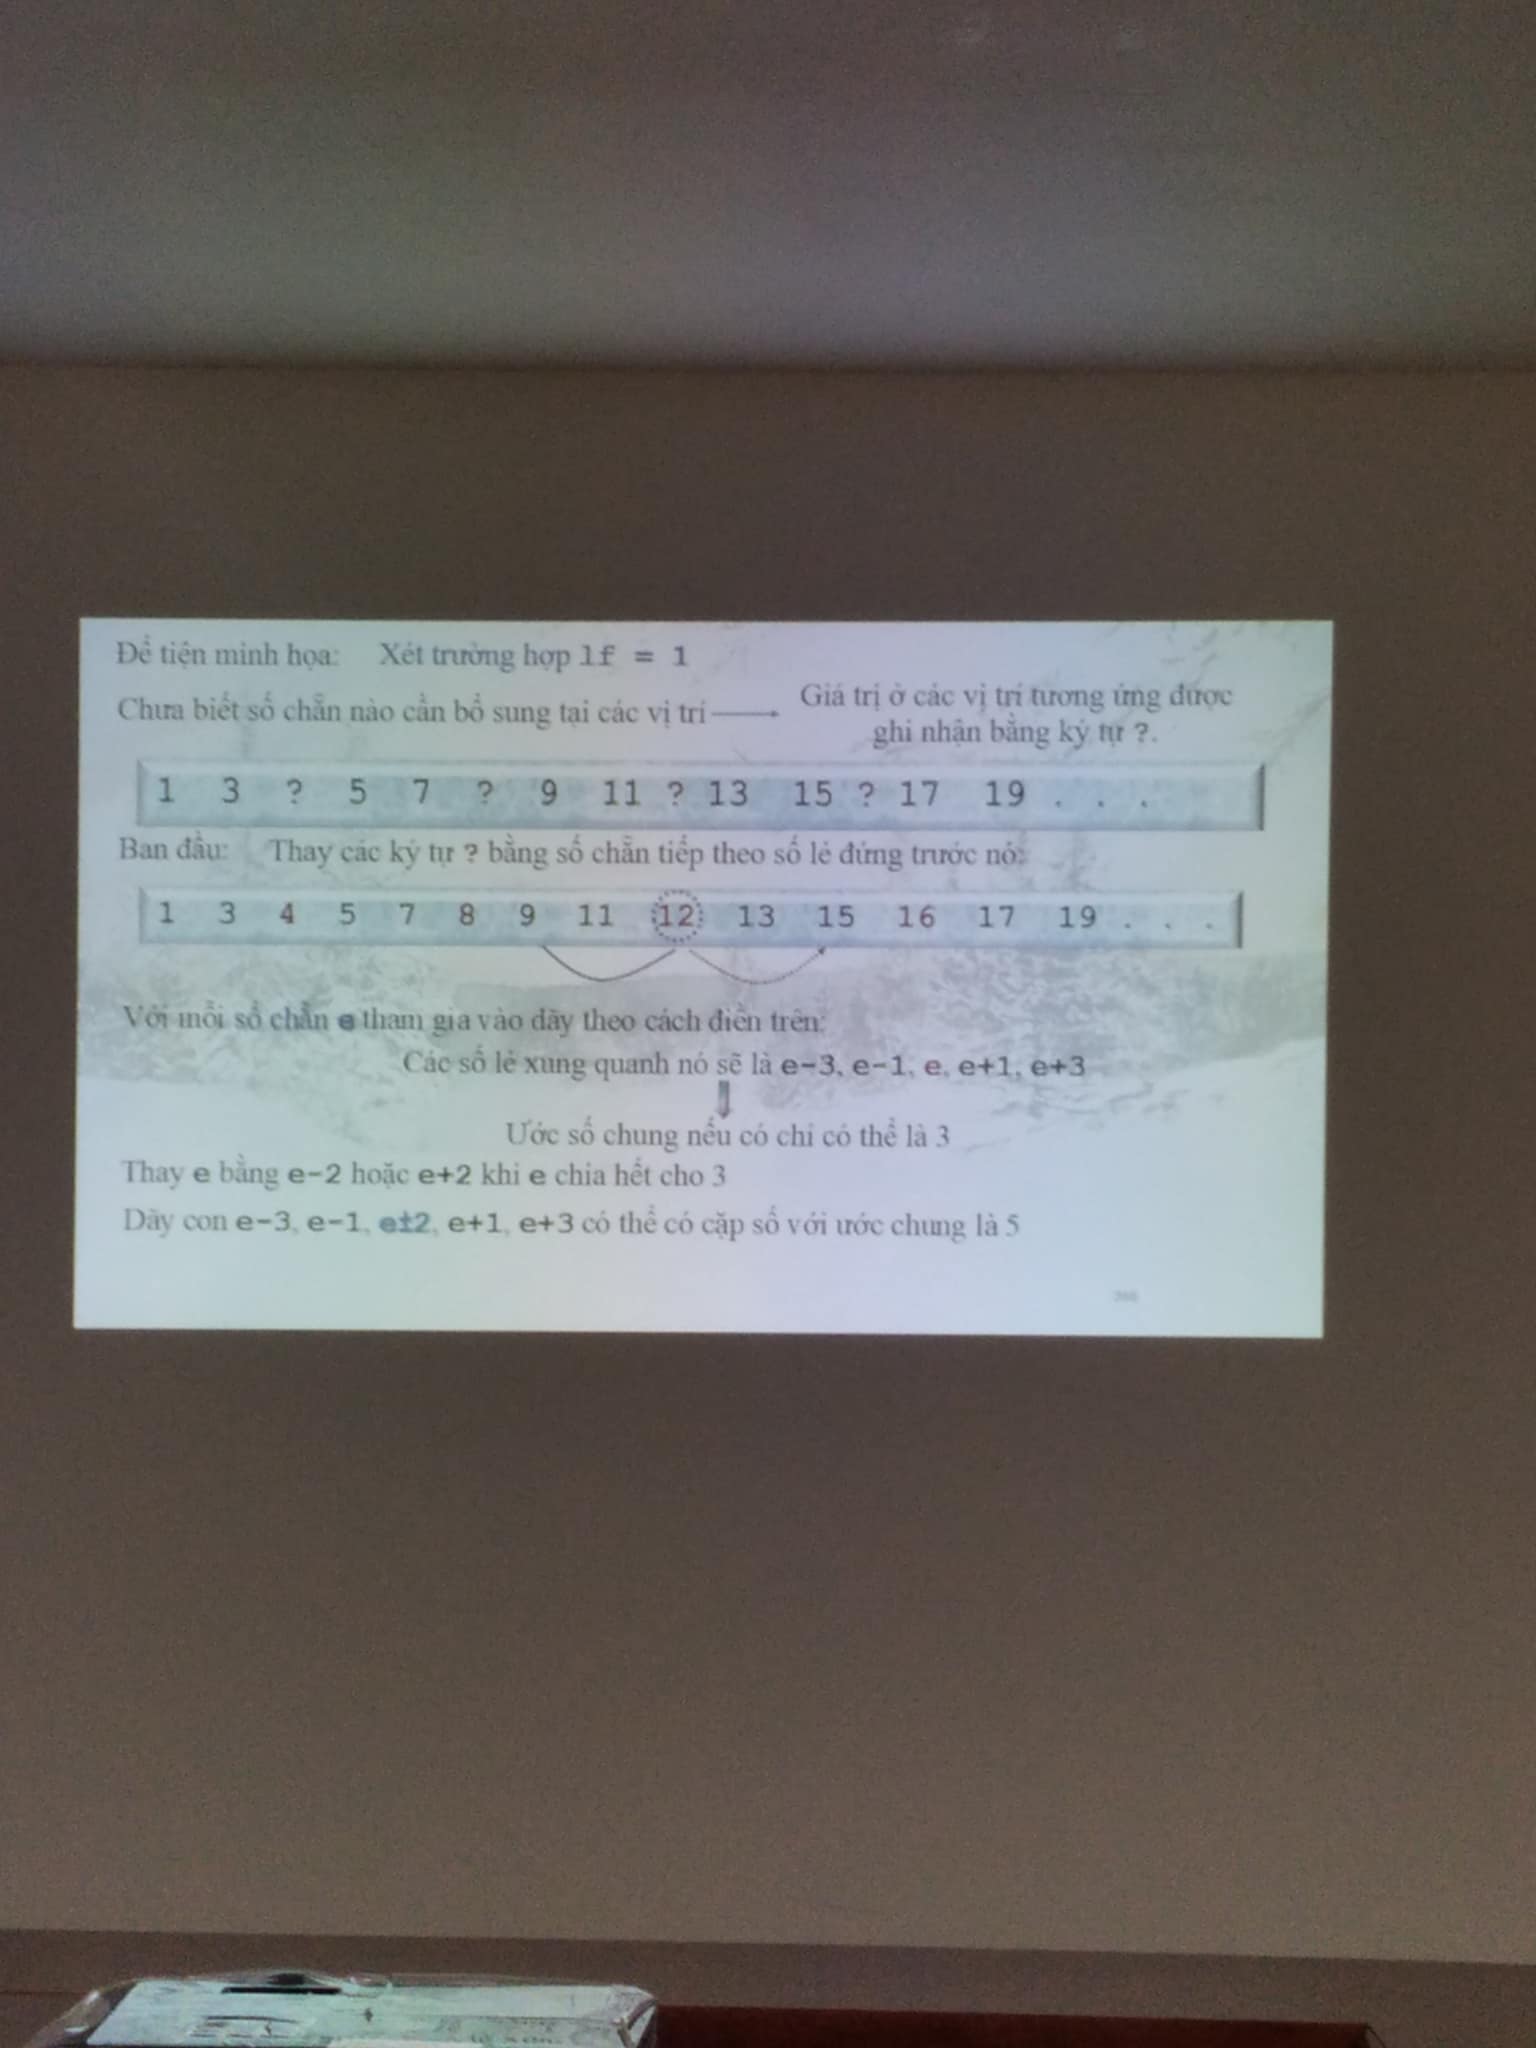 Để tiện minh họa: Xét trường hợp lf = 1
Chưa biết số chẵn nào cần bổ sung tại các vị trí → Giá trị ở các vị trí tương ứng được
ghi nhận bằng ký tự ?.
1 3 ? 5 7 ? 9 11 ? 13 15 ? 17 19 . . .
Ban đầu: Thay các ký tự ? bằng số chẵn tiếp theo số lẻ đứng trước nó:
1 3 4 5 7 8 9 11 12 13 15 16 17 19 . . .
Với mỗi số chẵn e tham gia vào dãy theo cách điền trên:
Các số lẻ xung quanh nó sẽ là e-3, e-1, e, e+1, e+3
Ước số chung nếu có chỉ có thể là 3
Thay e bằng e-2 hoặc e+2 khi e chia hết cho 3
Dãy con e-3, e-1, e±2, e+1, e+3 có thể có cặp số với ước chung là 5